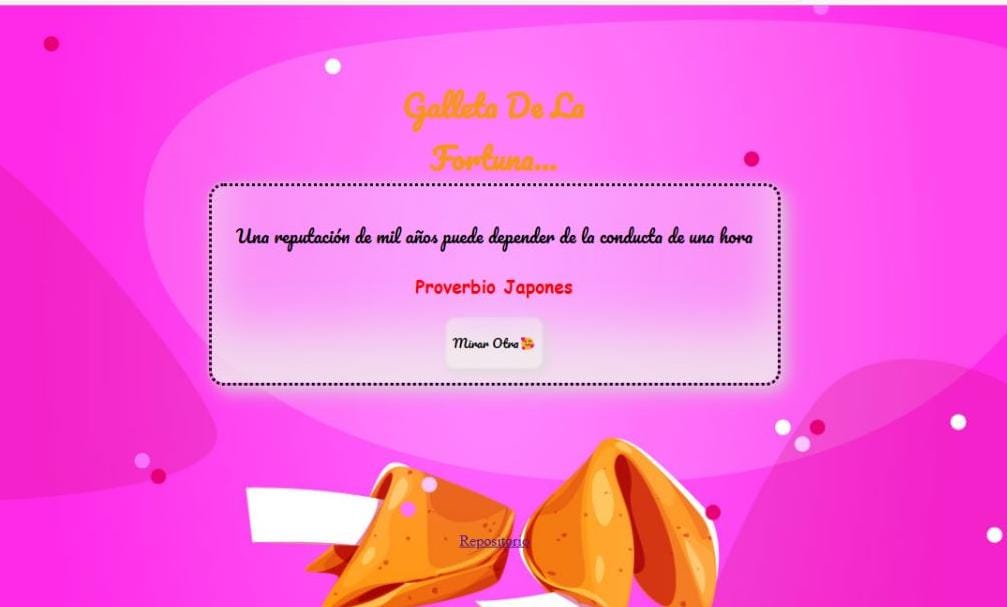 Galleta De La
Fortuna...
Una reputación de mil años puede depender de la conducta de una hora
Proverbio Japones
Mirar Otra🥰
Repositorio